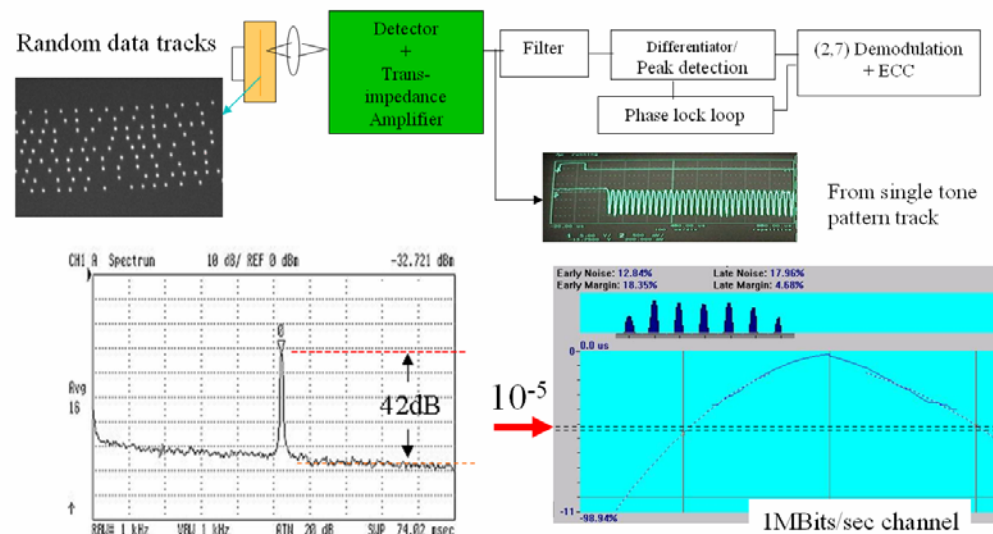 Random data tracks
Detector
+
Trans-
impedance
Amplifier
Filter
Differentiator/
Peak detection
(2,7) Demodulation
+ ECC
Phase lock loop
From single tone
pattern track
CH1 A Spectrum 10 dB/ REF 0 dBm -32.721 dBm
0
Avg
16
42dB
RBW# 1 kHz VBW 1 kHz ATN 20 dB SWP 74.02 msec
Early Noise: 12.84% Late Noise: 17.96%
Early Margin: 18.35% Late Margin: 4.68%
0 0.0 us
10-5
-11
-98.94%
1MBits/sec channel